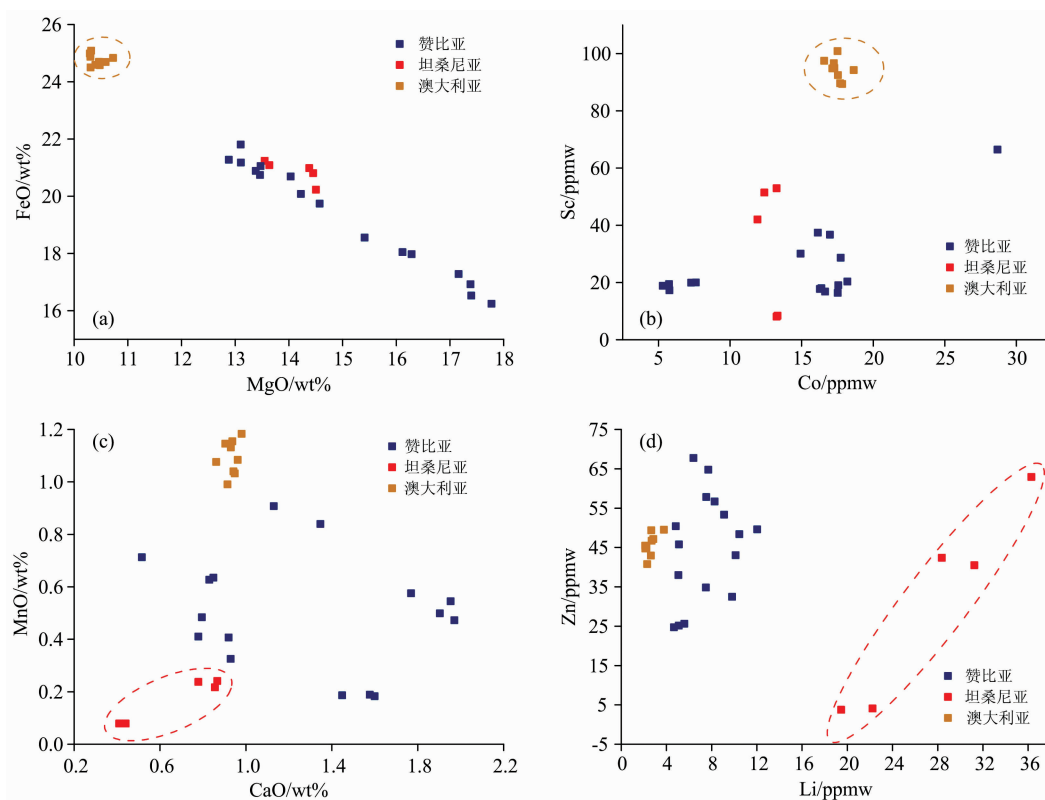 26
24
22
20
18
16
FeO/wt%
赞比亚
坦桑尼亚
澳大利亚
(a)
10 11 12 13 14 15 16 17 18
MgO/wt%
100
80
60
40
20
0
Sc/ppmw
赞比亚
坦桑尼亚
澳大利亚
(b)
5 10 15 20 25 30
Co/ppmw
(c)
1.2
1.0
0.8
0.6
0.4
0.2
0.0
MnO/wt%
赞比亚
坦桑尼亚
澳大利亚
0.2 0.6 1.0 1.4 1.8 2.2
CaO/wt%
(d)
75
65
55
45
35
25
15
5
-5
Zn/ppmw
赞比亚
坦桑尼亚
澳大利亚
0 4 8 12 16 20 24 28 32 36
Li/ppmw